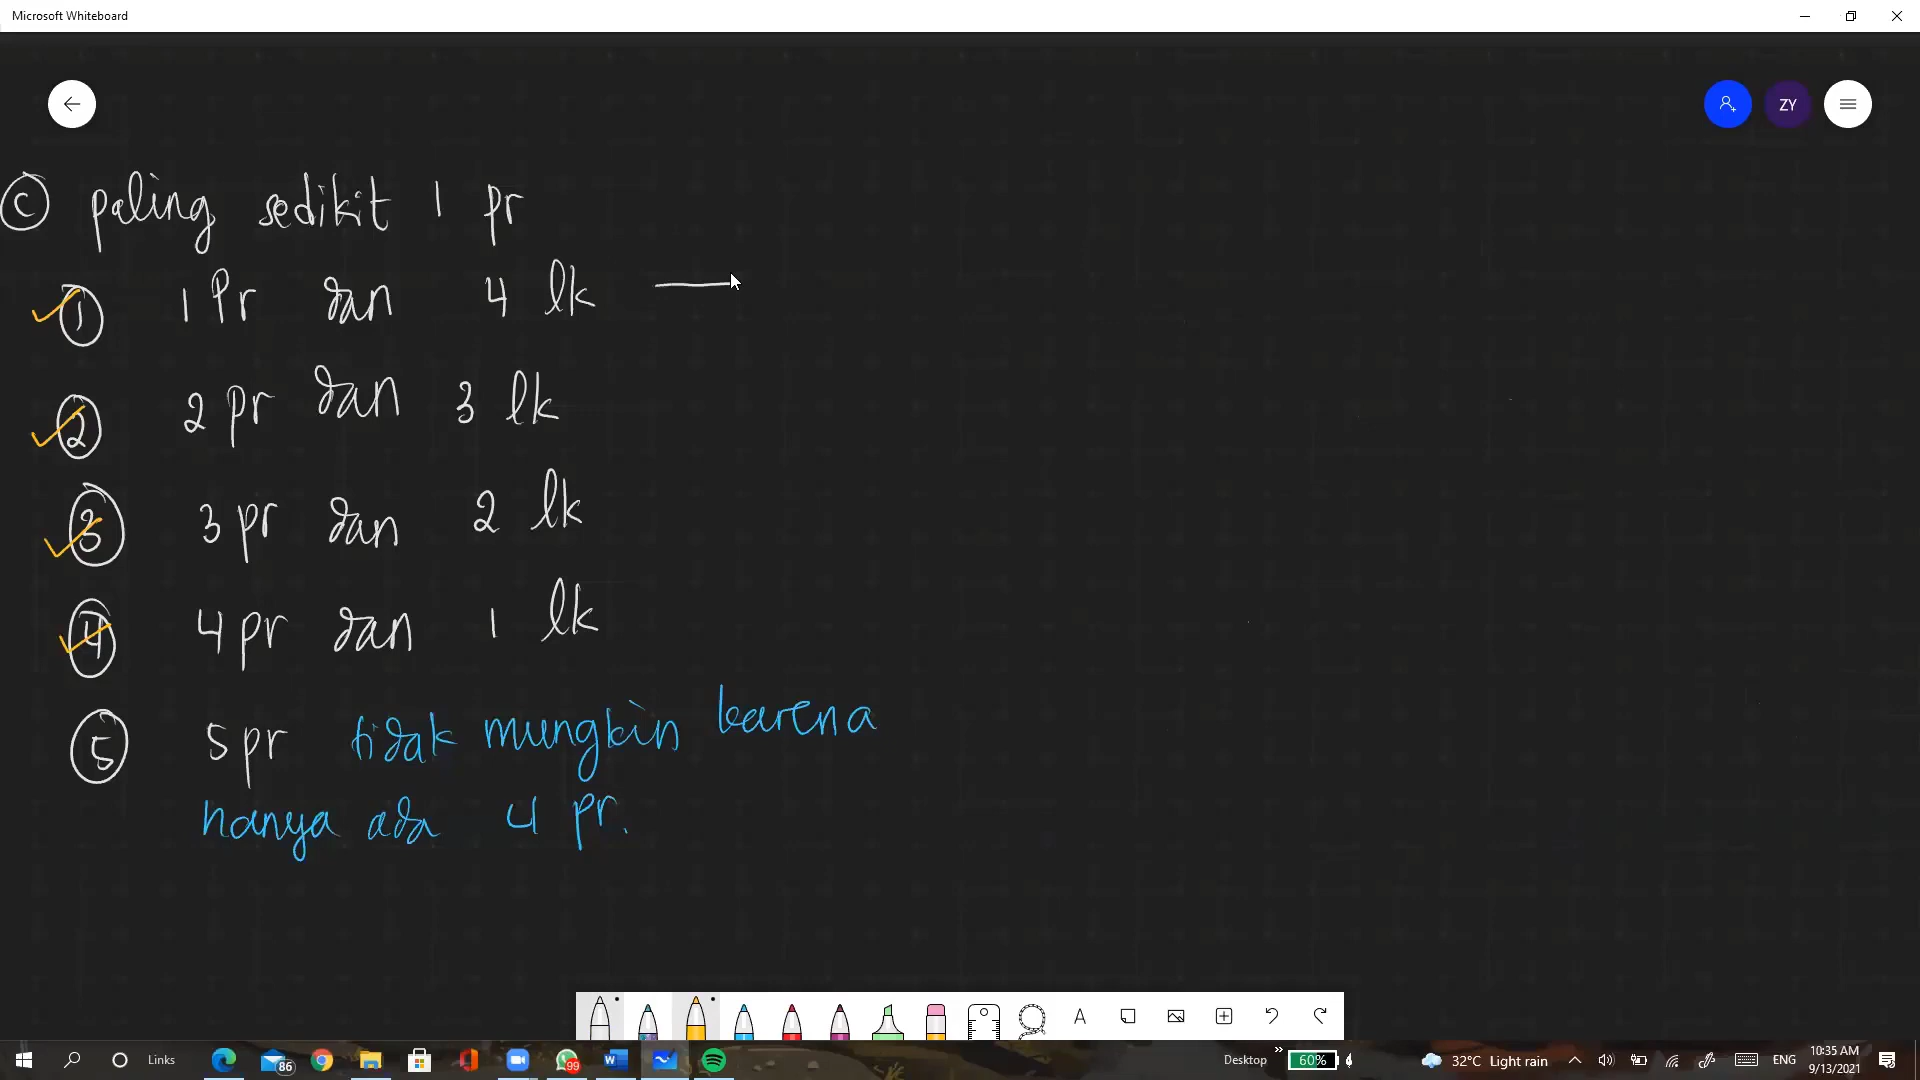 Microsoft Whiteboard
ZY
C paling sedikit 1 pr
1 1 Pr dan 4 lk
2 2 pr dan 3 lk
3 3 pr dan 2 lk
4 4 pr dan 1 lk
5 5 pr tidak mungkin karena
hanya ada 4 pr.
A
Links
86
99
Desktop
60%
32°C Light rain
ENG
10:35 AM
9/13/2021